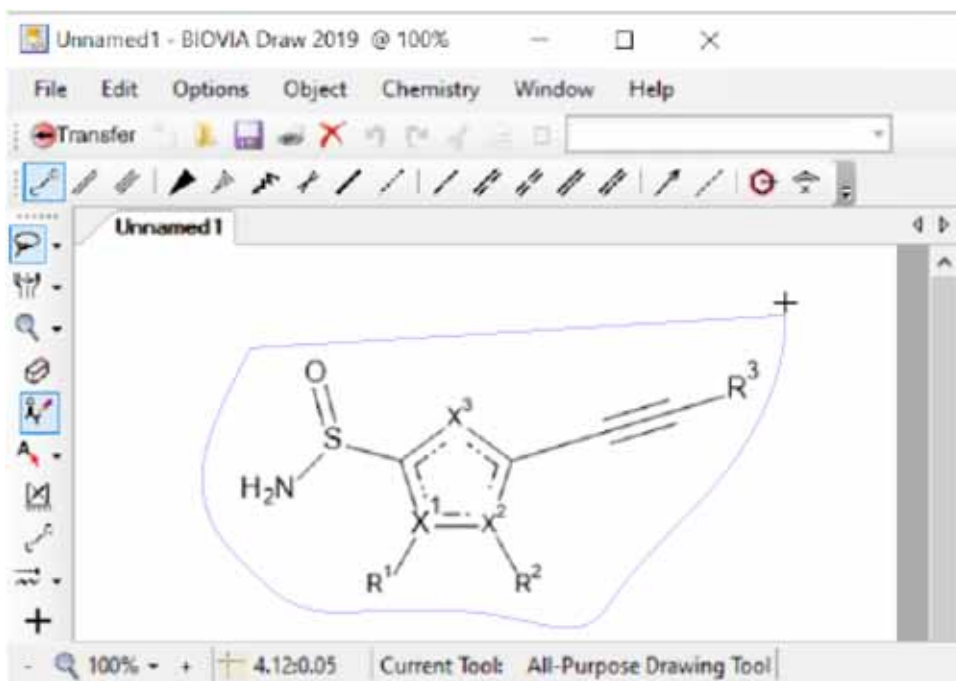 Unnamed1 - BIOVIA Draw 2019 @ 100%
File Edit Options Object Chemistry Window Help
Transfer
Unnamed1
O
R³
X³
S
H₂N
X¹ X²
R¹ R²
- 100% + 4.12:0.05 Current Tool: All-Purpose Drawing Tool